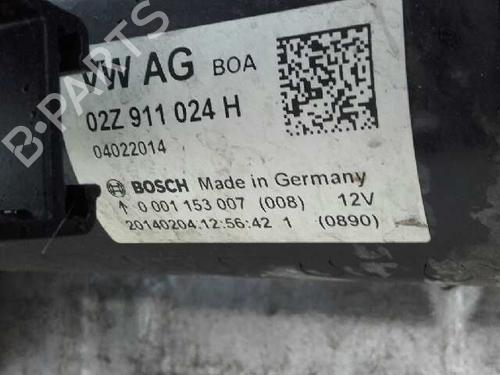 VW AG BOA
02Z 911 024 H
04022014
BOSCH Made in Germany
↑ 0 001 153 007 (008) 12V
20140204.12:56:42 1 (0890)
B-PARTS